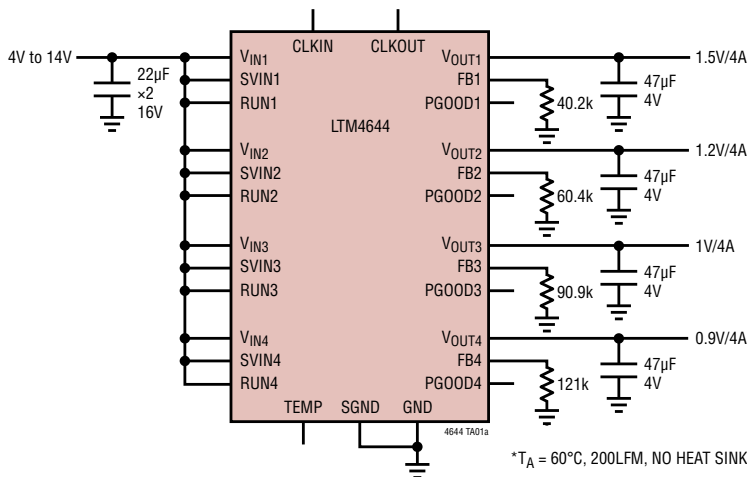 CLKIN CLKOUT
4V to 14V
22µF
×2
16V
VIN1
SVIN1
RUN1
VIN2
SVIN2
RUN2
VIN3
SVIN3
RUN3
VIN4
SVIN4
RUN4
LTM4644
VOUT1
FB1
PGOOD1
VOUT2
FB2
PGOOD2
VOUT3
FB3
PGOOD3
VOUT4
FB4
PGOOD4
TEMP SGND GND
40.2k
47µF
4V
1.5V/4A
60.4k
47µF
4V
1.2V/4A
90.9k
47µF
4V
1V/4A
121k
47µF
4V
0.9V/4A
4644 TA01a
*TA = 60°C, 200LFM, NO HEAT SINK